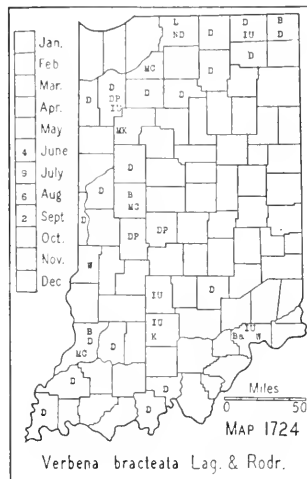 Jan.
Feb
Mar.
Apr.
May
4 June
9 July
6 Aug
2 Sept
Oct.
Nov.
Dec
L D D B
ND IU D
D
MC D
D D D D
DP
IU
MK
D
D B
MC
D DP DP
W
IU D
B IU IU
D D K Ba W
MC
D
D D D
Miles
0 50
MAP 1724
Verbena bracteata Lag. & Rodr.